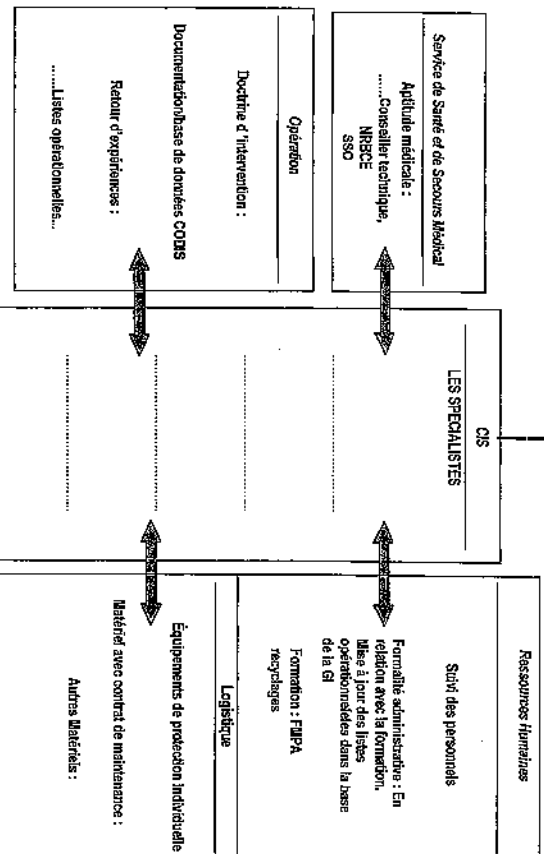 Service de Santé et de Secours Médical
Aptitude médicale :
......Conseiller technique,
NRBCE
SSO
Opération
Doctrine d'intervention :
Documentation/base de données CODIS
Retour d'expériences ;
......Listes opérationnelles...
CIS
LES SPECIALISTES
Ressources Humaines
Suivi des personnels
Formalité administrative : En
relation avec la formation.
Mise à jour des listes
opérationnelles dans la base
de la GI
Formation : FMPA
recyclages
Logistique
Équipements de protection individuelle
Matériel avec contrat de maintenance :
Autres Matériels :